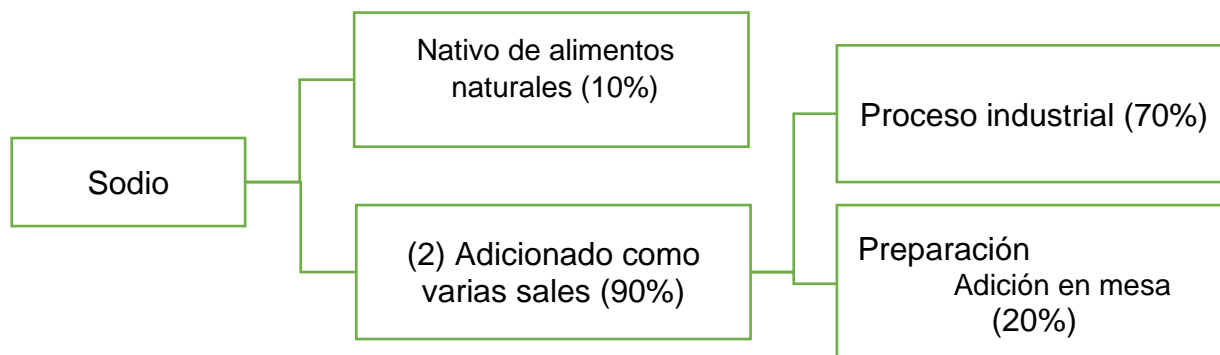 Sodio
Nativo de alimentos
naturales (10%)
(2) Adicionado como
varias sales (90%)
Proceso industrial (70%)
Preparación
Adición en mesa
(20%)